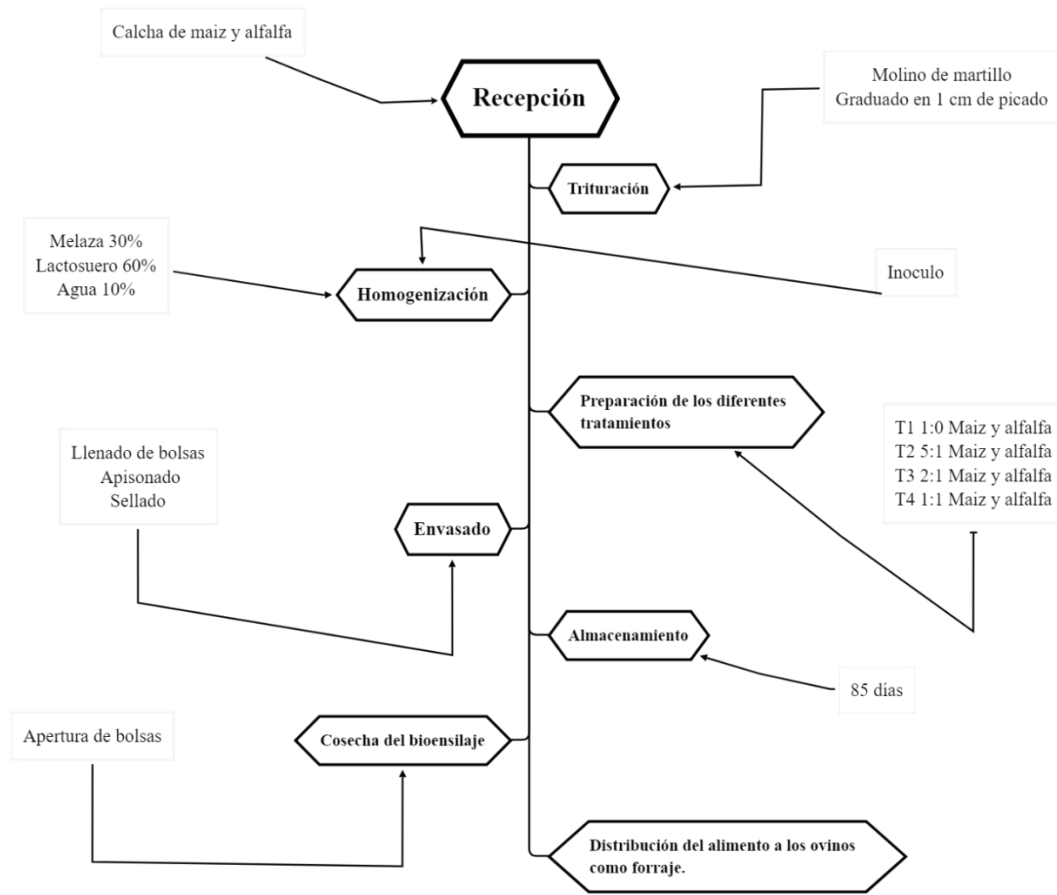 Calcha de maiz y alfalfa
Recepción
Molino de martillo
Graduado en 1 cm de picado
Trituración
Melaza 30%
Lactosuero 60%
Agua 10%
Homogenización
Inoculo
Preparación de los diferentes
tratamientos
T1 1:0 Maiz y alfalfa
T2 5:1 Maiz y alfalfa
T3 2:1 Maiz y alfalfa
T4 1:1 Maiz y alfalfa
Llenado de bolsas
Apisonado
Sellado
Envasado
Almacenamiento
85 días
Apertura de bolsas
Cosecha del bioensilaje
Distribución del alimento a los ovinos
como forraje.